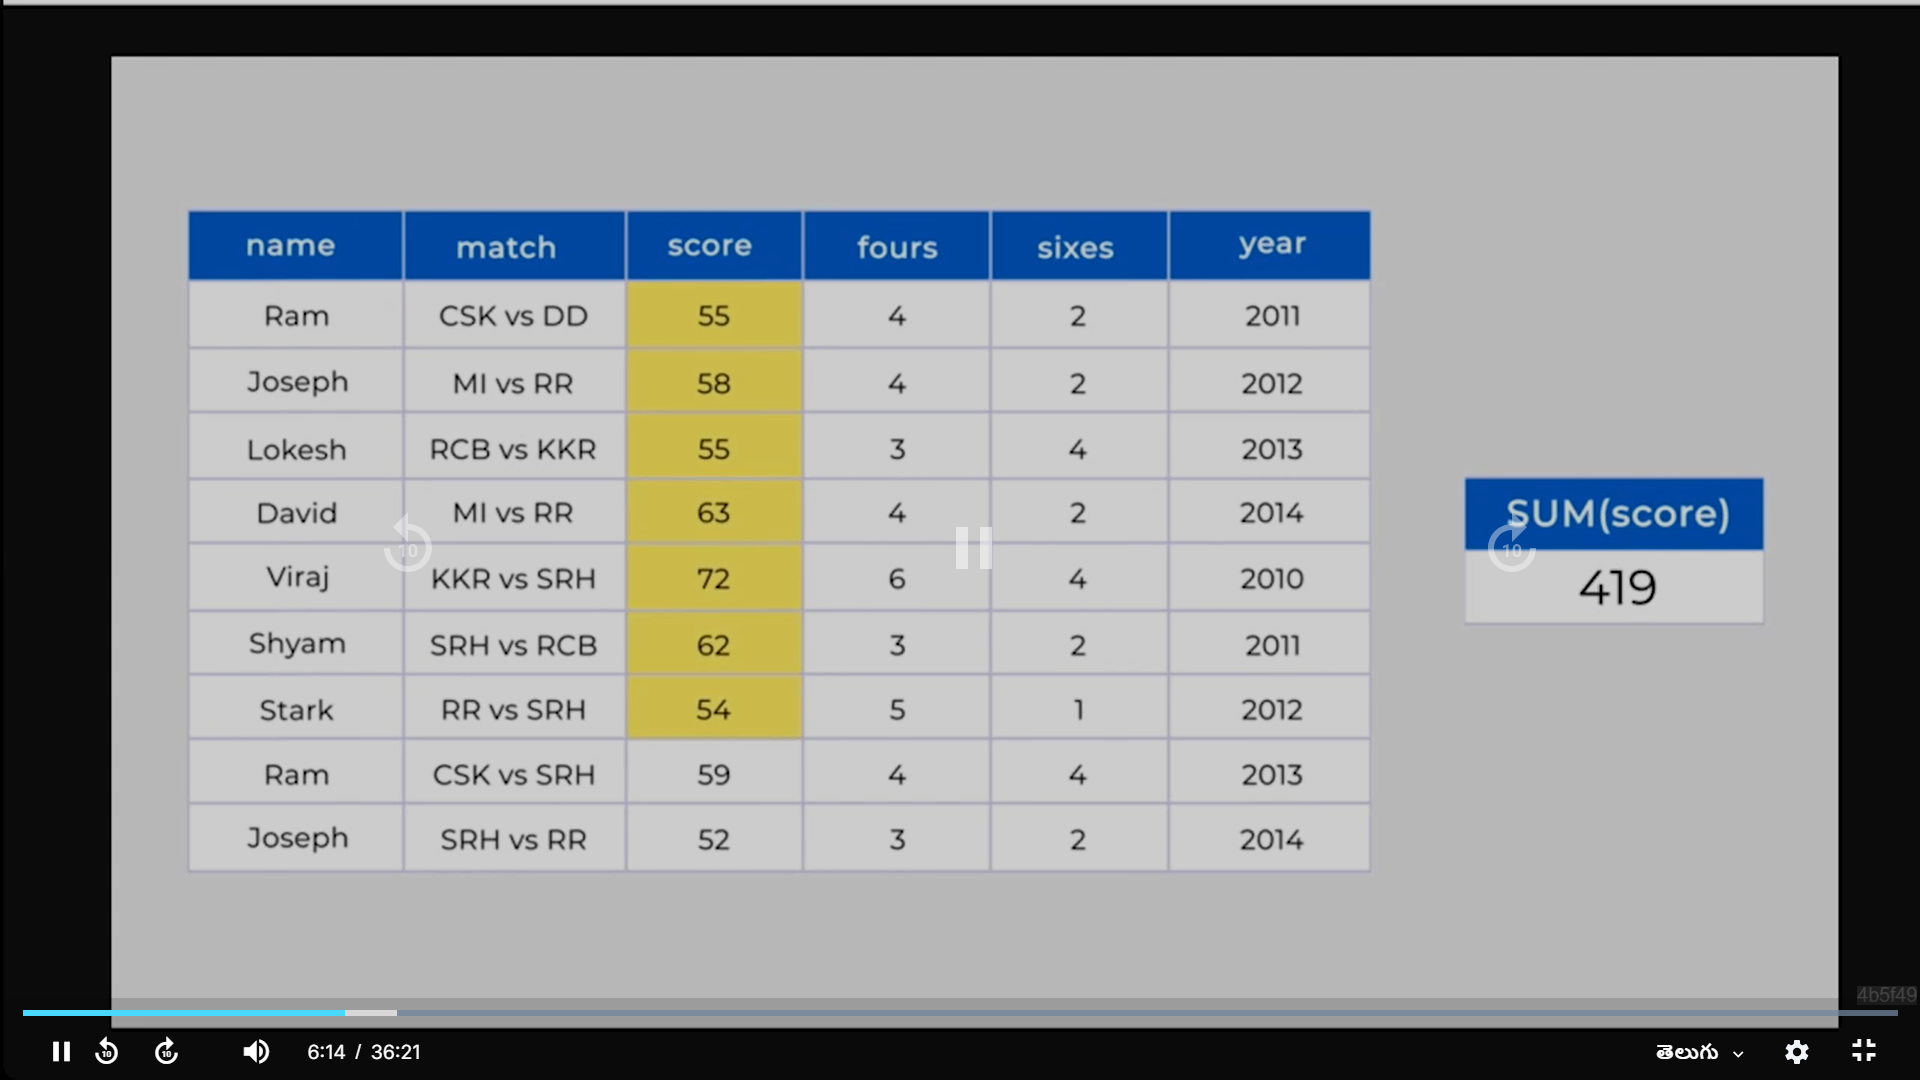 name match score fours sixes year
Ram CSK vs DD 55 4 2 2011
Joseph MI vs RR 58 4 2 2012
Lokesh RCB vs KKR 55 3 4 2013
David MI vs RR 63 4 2 2014
Viraj KKR vs SRH 72 6 4 2010
Shyam SRH vs RCB 62 3 2 2011
Stark RR vs SRH 54 5 1 2012
Ram CSK vs SRH 59 4 4 2013
Joseph SRH vs RR 52 3 2 2014
SUM(score)
419
10
10
4b5f49
10 10 6:14 / 36:21 తెలుగు